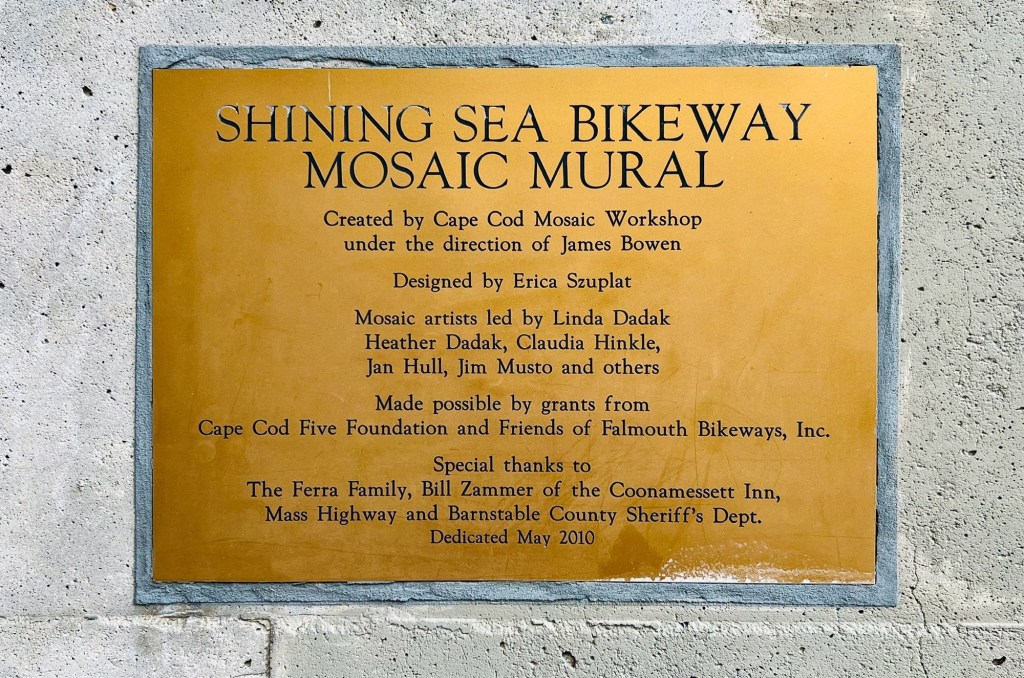 SHINING SEA BIKEWAY
MOSAIC MURAL
Created by Cape Cod Mosaic Workshop
under the direction of James Bowen
Designed by Erica Szuplat
Mosaic artists led by Linda Dadak
Heather Dadak, Claudia Hinkle,
Jan Hull, Jim Musto and others
Made possible by grants from
Cape Cod Five Foundation and Friends of Falmouth Bikeways, Inc.
Special thanks to
The Ferra Family, Bill Zammer of the Coonamessett Inn,
Mass Highway and Barnstable County Sheriff's Dept.
Dedicated May 2010